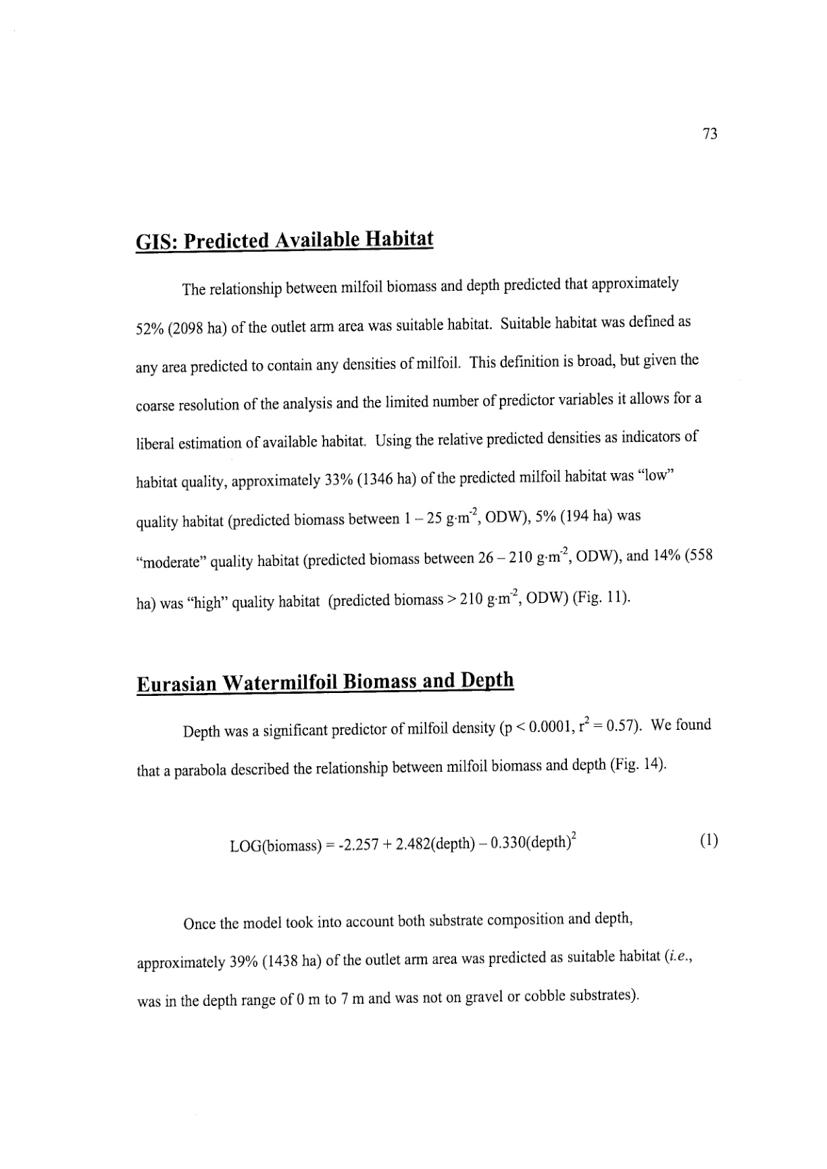 73
GIS: Predicted Available Habitat
The relationship between milfoil biomass and depth predicted that approximately
52% (2098 ha) of the outlet arm area was suitable habitat.  Suitable habitat was defined as
any area predicted to contain any densities of milfoil.  This definition is broad, but given the
coarse resolution of the analysis and the limited number of predictor variables it allows for a
liberal estimation of available habitat.  Using the relative predicted densities as indicators of
habitat quality, approximately 33% (1346 ha) of the predicted milfoil habitat was “low”
quality habitat (predicted biomass between 1 – 25 g·m⁻², ODW), 5% (194 ha) was
“moderate” quality habitat (predicted biomass between 26 – 210 g·m⁻², ODW), and 14% (558
ha) was “high” quality habitat  (predicted biomass > 210 g·m⁻², ODW) (Fig. 11).
Eurasian Watermilfoil Biomass and Depth
Depth was a significant predictor of milfoil density (p < 0.0001, r² = 0.57).  We found
that a parabola described the relationship between milfoil biomass and depth (Fig. 14).
LOG(biomass) = -2.257 + 2.482(depth) – 0.330(depth)² (1)
Once the model took into account both substrate composition and depth,
approximately 39% (1438 ha) of the outlet arm area was predicted as suitable habitat (i.e.,
was in the depth range of 0 m to 7 m and was not on gravel or cobble substrates).